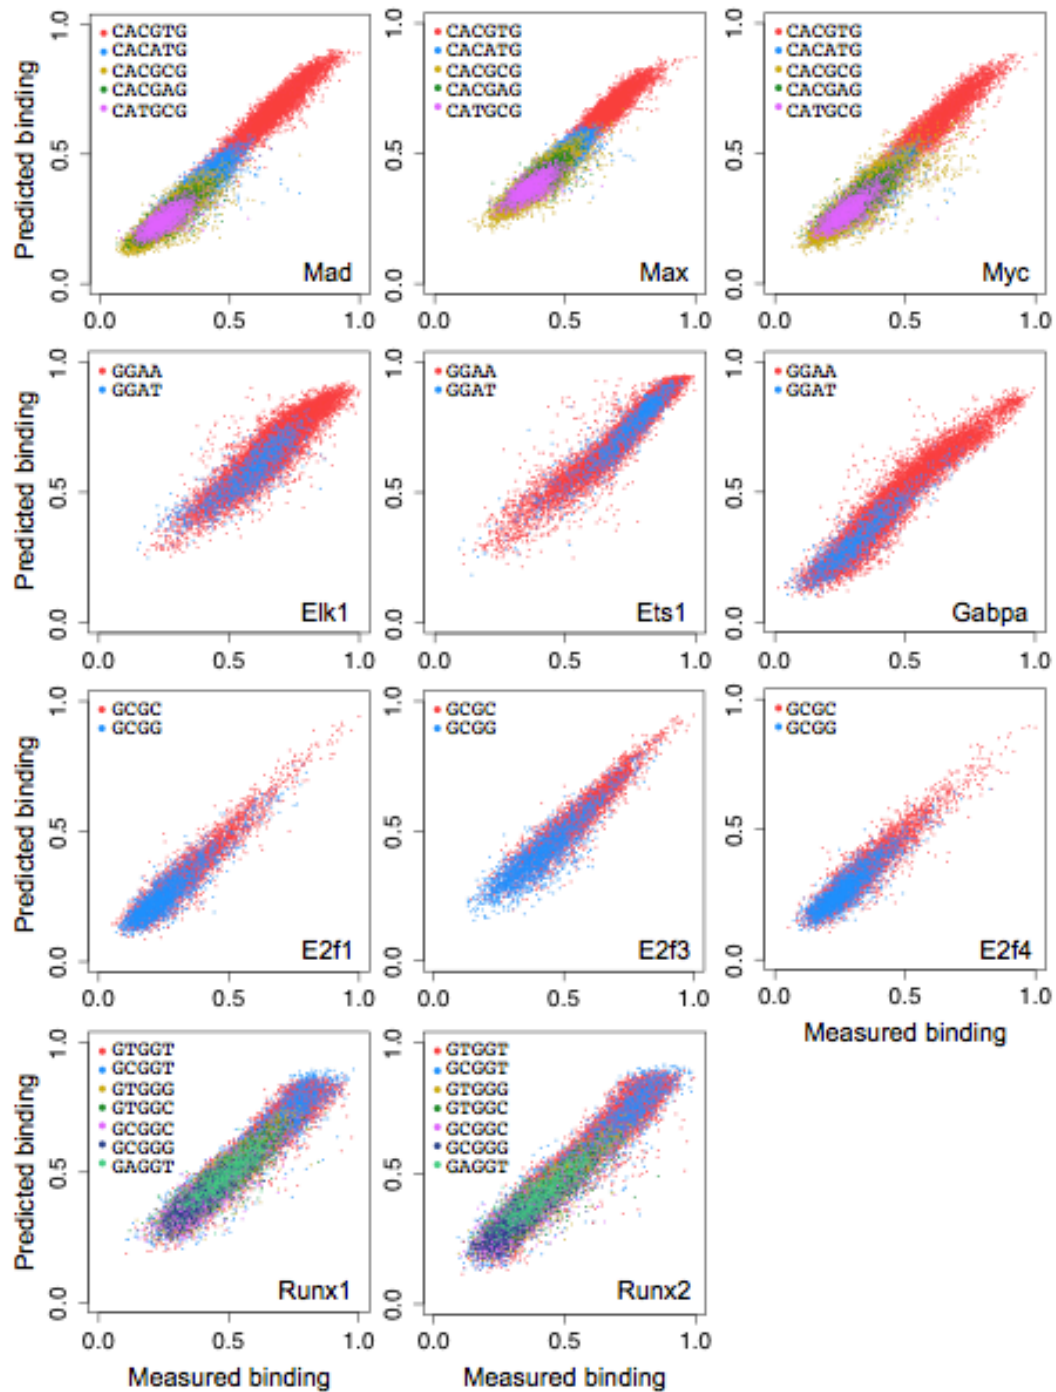 CACGTG
CACATG
CACGCG
CACGAG
CATGCG
Mad
Predicted binding
0.0 0.5 1.0
0.0 0.5 1.0
CACGTG
CACATG
CACGCG
CACGAG
CATGCG
Max
0.0 0.5 1.0
0.0 0.5 1.0
CACGTG
CACATG
CACGCG
CACGAG
CATGCG
Myc
0.0 0.5 1.0
0.0 0.5 1.0
GGAA
GGAT
Elk1
Predicted binding
0.0 0.5 1.0
0.0 0.5 1.0
GGAA
GGAT
Ets1
0.0 0.5 1.0
0.0 0.5 1.0
GGAA
GGAT
Gabpa
0.0 0.5 1.0
0.0 0.5 1.0
GCGC
GCGG
E2f1
Predicted binding
0.0 0.5 1.0
0.0 0.5 1.0
GCGC
GCGG
E2f3
0.0 0.5 1.0
0.0 0.5 1.0
GCGC
GCGG
E2f4
0.0 0.5 1.0
0.0 0.5 1.0
Measured binding
GTGGT
GCGGT
GTGGG
GTGGC
GCGGC
GCGGG
GAGGT
Runx1
Predicted binding
0.0 0.5 1.0
0.0 0.5 1.0
Measured binding
GTGGT
GCGGT
GTGGG
GTGGC
GCGGC
GCGGG
GAGGT
Runx2
0.0 0.5 1.0
0.0 0.5 1.0
Measured binding